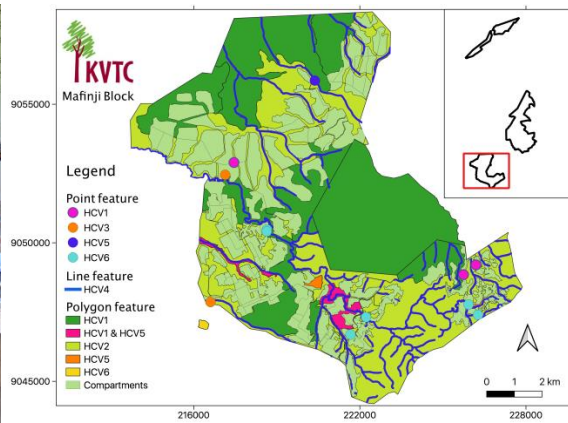 KVTC
Mafinji Block
Legend
Point feature
HCV1
HCV3
HCV5
HCV6
Line feature
HCV4
Polygon feature
HCV1
HCV1 & HCV5
HCV2
HCV5
HCV6
Compartments
9055000
9050000
9045000
216000
222000
228000
0 1 2 km